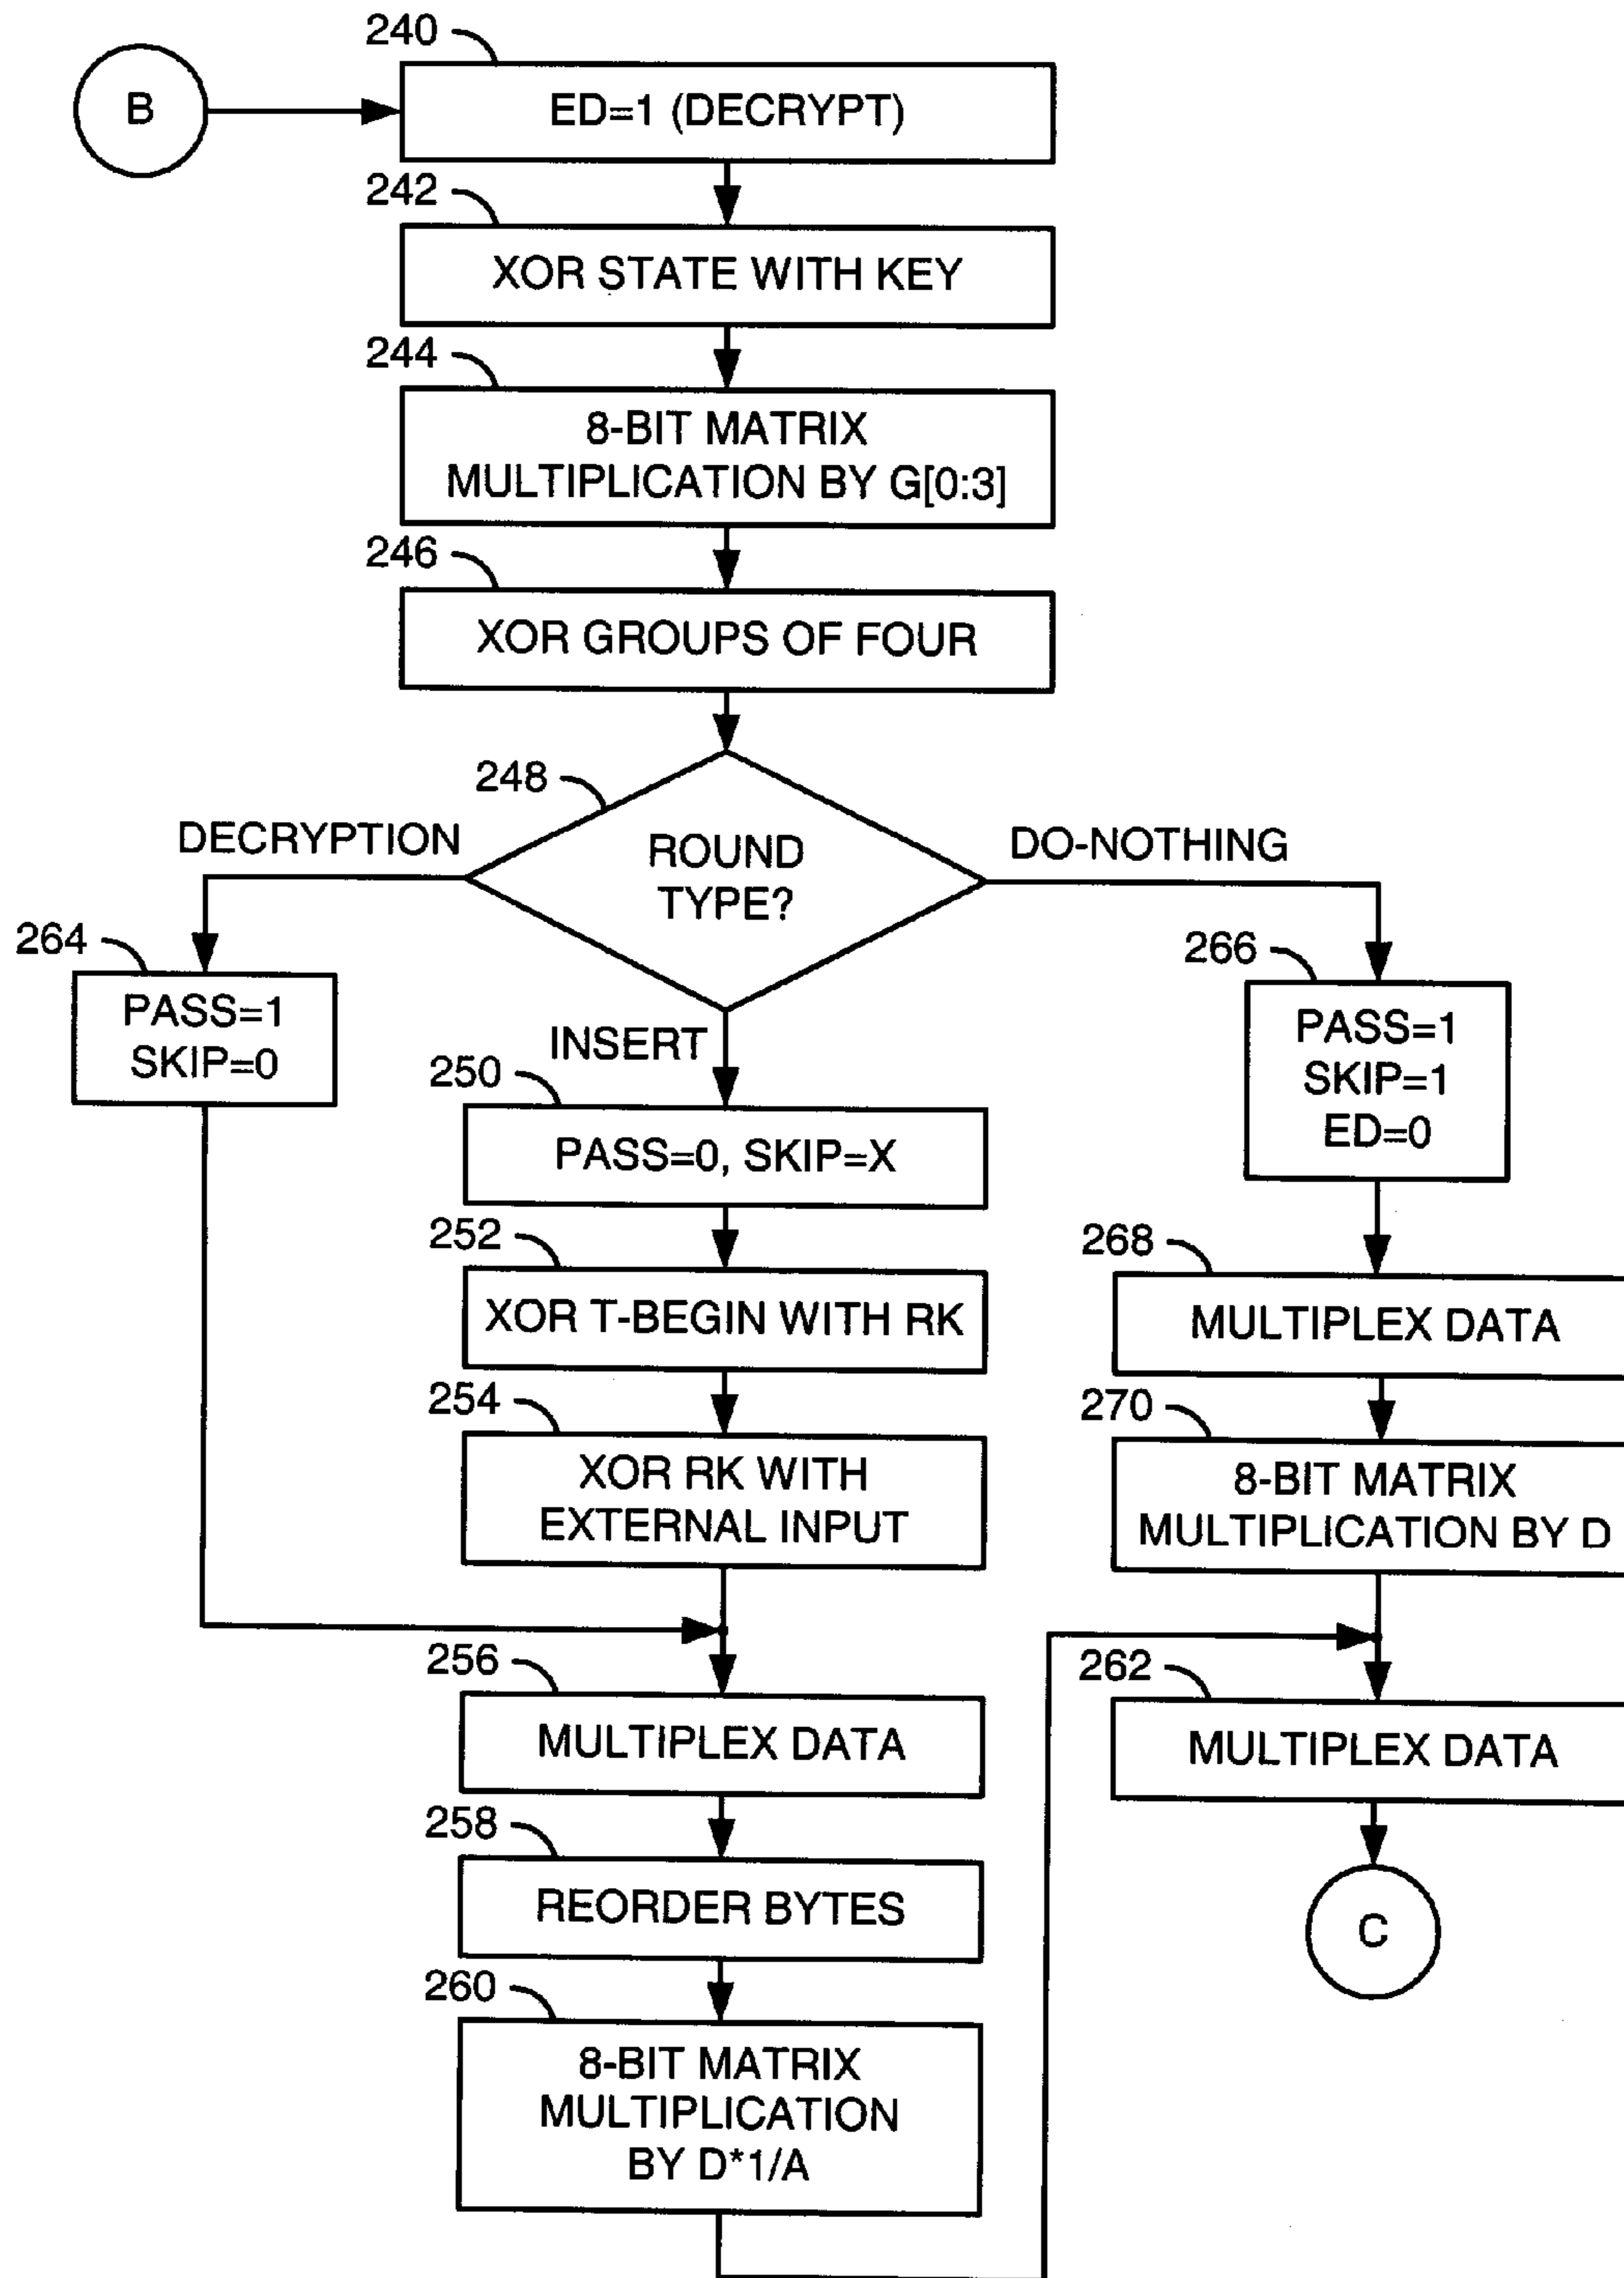 240
B
ED=1 (DECRYPT)
242
XOR STATE WITH KEY
244
8-BIT MATRIX
MULTIPLICATION BY G[0:3]
246
XOR GROUPS OF FOUR
248
DECRYPTION
ROUND
TYPE?
DO-NOTHING
264
PASS=1
SKIP=0
266
PASS=1
SKIP=1
ED=0
INSERT
250
PASS=0, SKIP=X
252
XOR T-BEGIN WITH RK
254
XOR RK WITH
EXTERNAL INPUT
268
MULTIPLEX DATA
270
8-BIT MATRIX
MULTIPLICATION BY D
256
MULTIPLEX DATA
258
REORDER BYTES
260
8-BIT MATRIX
MULTIPLICATION
BY D*1/A
262
MULTIPLEX DATA
C